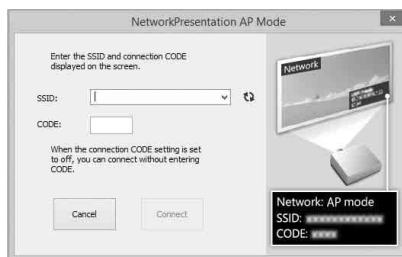 NetworkPresentation AP Mode
Enter the SSID and connection CODE
displayed on the screen.
SSID:
CODE:
When the connection CODE setting is set
to off, you can connect without entering
CODE.
Cancel
Connect
Network
Network: AP mode
SSID:
CODE: